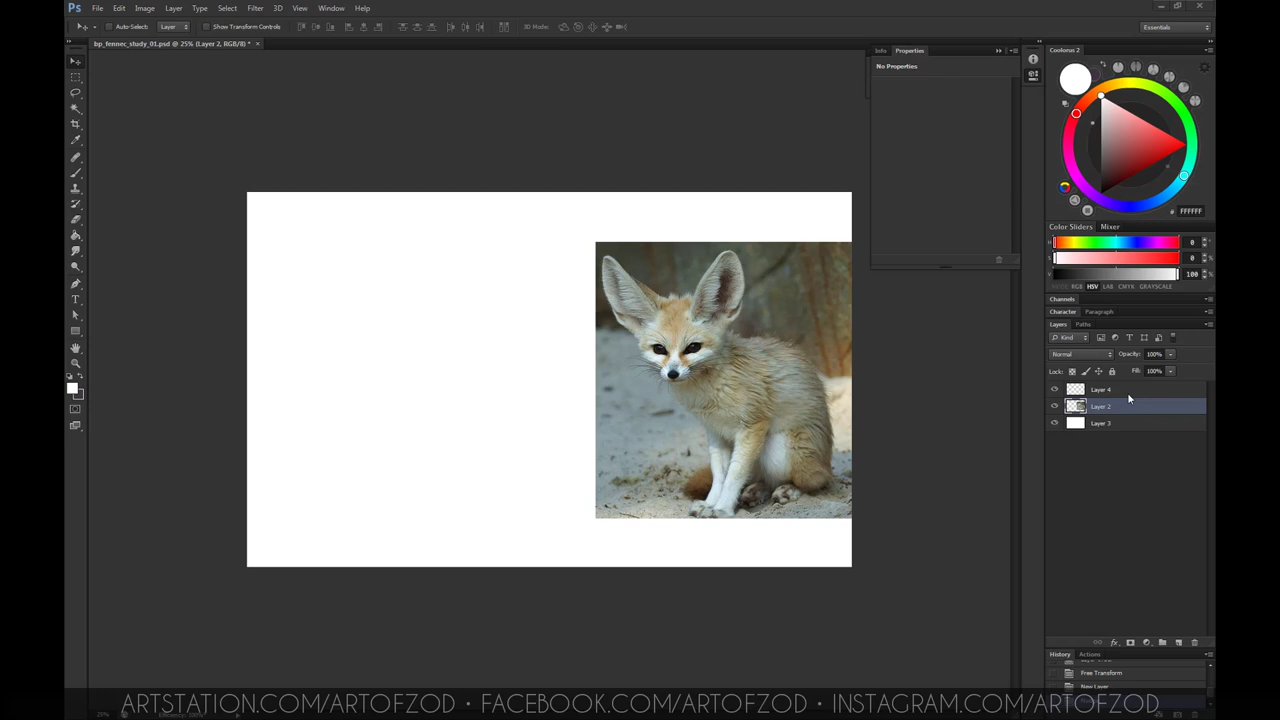 Ps File Edit Image Layer Type Select Filter 3D View Window Help
Auto-Select: Layer Show Transform Controls 3D Mode: Essentials
bp_fennec_study_01.psd @ 25% (Layer 2, RGB/8) *
Info Properties
No Properties
Coolorus 2
# FFFFFF
Color Sliders Mixer
H 0 °
S 0 %
V 100 %
RGB HSV LAB CMYK GRAYSCALE
Channels
Character Paragraph
Layers Paths
Kind
Normal Opacity: 100%
Lock: Fill: 100%
Layer 4
Layer 2
Layer 3
History Actions
Free Transform
New Layer
ARTSTATION.COM/ARTOFZOD • FACEBOOK.COM/ARTOFZOD • INSTAGRAM.COM/ARTOFZOD
25%